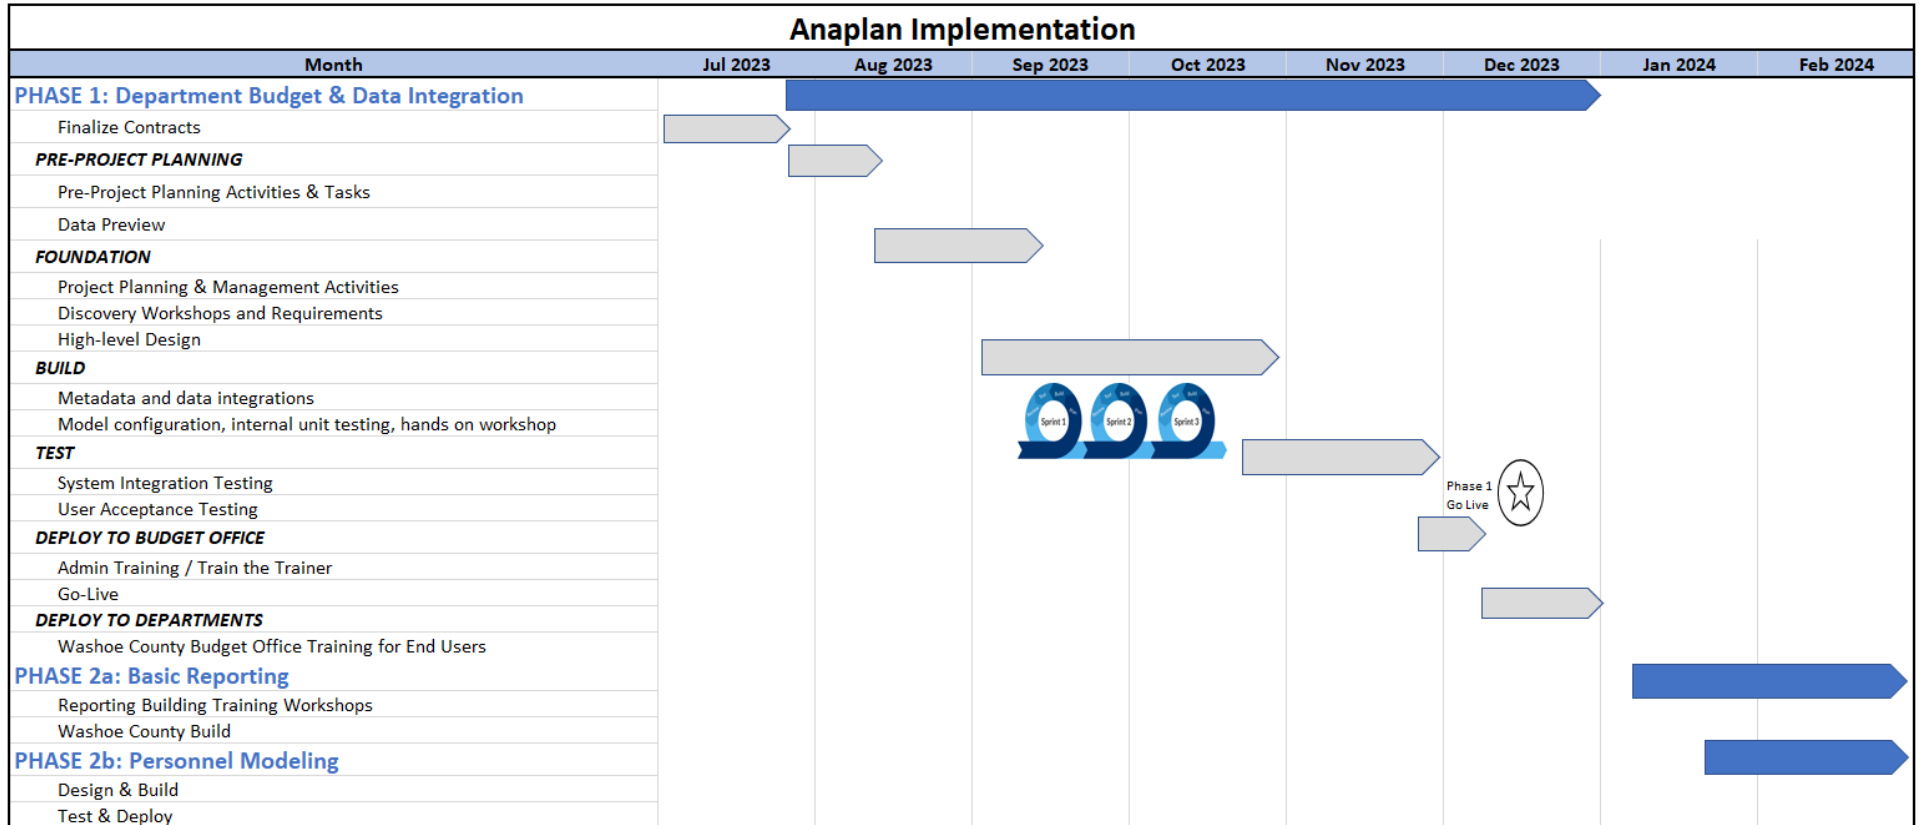 Anaplan Implementation
Month Jul 2023 Aug 2023 Sep 2023 Oct 2023 Nov 2023 Dec 2023 Jan 2024 Feb 2024
PHASE 1: Department Budget & Data Integration
Finalize Contracts
PRE-PROJECT PLANNING
Pre-Project Planning Activities & Tasks
Data Preview
FOUNDATION
Project Planning & Management Activities
Discovery Workshops and Requirements
High-level Design
BUILD
Metadata and data integrations
Model configuration, internal unit testing, hands on workshop
Sprint 1 Sprint 2 Sprint 3
TEST
System Integration Testing
User Acceptance Testing
Phase 1
Go Live
DEPLOY TO BUDGET OFFICE
Admin Training / Train the Trainer
Go-Live
DEPLOY TO DEPARTMENTS
Washoe County Budget Office Training for End Users
PHASE 2a: Basic Reporting
Reporting Building Training Workshops
Washoe County Build
PHASE 2b: Personnel Modeling
Design & Build
Test & Deploy